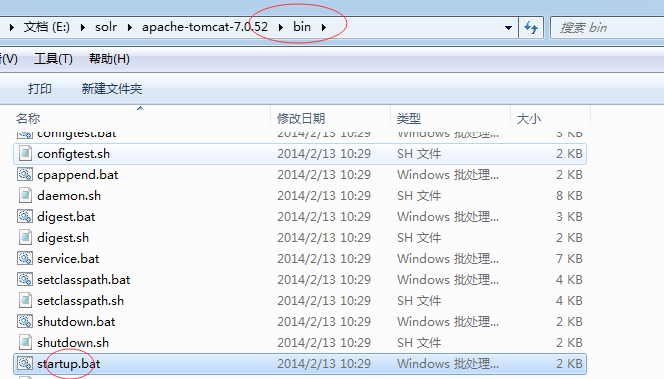 文档 (E:) solr apache-tomcat-7.0.52 bin 搜索 bin
(V) 工具(T) 帮助(H)
打印 新建文件夹
名称 修改日期 类型 大小
configtest.bat 2014/2/13 10:29 Windows 批处理... 3 KB
configtest.sh 2014/2/13 10:29 SH 文件 2 KB
cpappend.bat 2014/2/13 10:29 Windows 批处理... 2 KB
daemon.sh 2014/2/13 10:29 SH 文件 8 KB
digest.bat 2014/2/13 10:29 Windows 批处理... 3 KB
digest.sh 2014/2/13 10:29 SH 文件 2 KB
service.bat 2014/2/13 10:29 Windows 批处理... 7 KB
setclasspath.bat 2014/2/13 10:29 Windows 批处理... 4 KB
setclasspath.sh 2014/2/13 10:29 SH 文件 4 KB
shutdown.bat 2014/2/13 10:29 Windows 批处理... 2 KB
shutdown.sh 2014/2/13 10:29 SH 文件 2 KB
startup.bat 2014/2/13 10:29 Windows 批处理... 2 KB